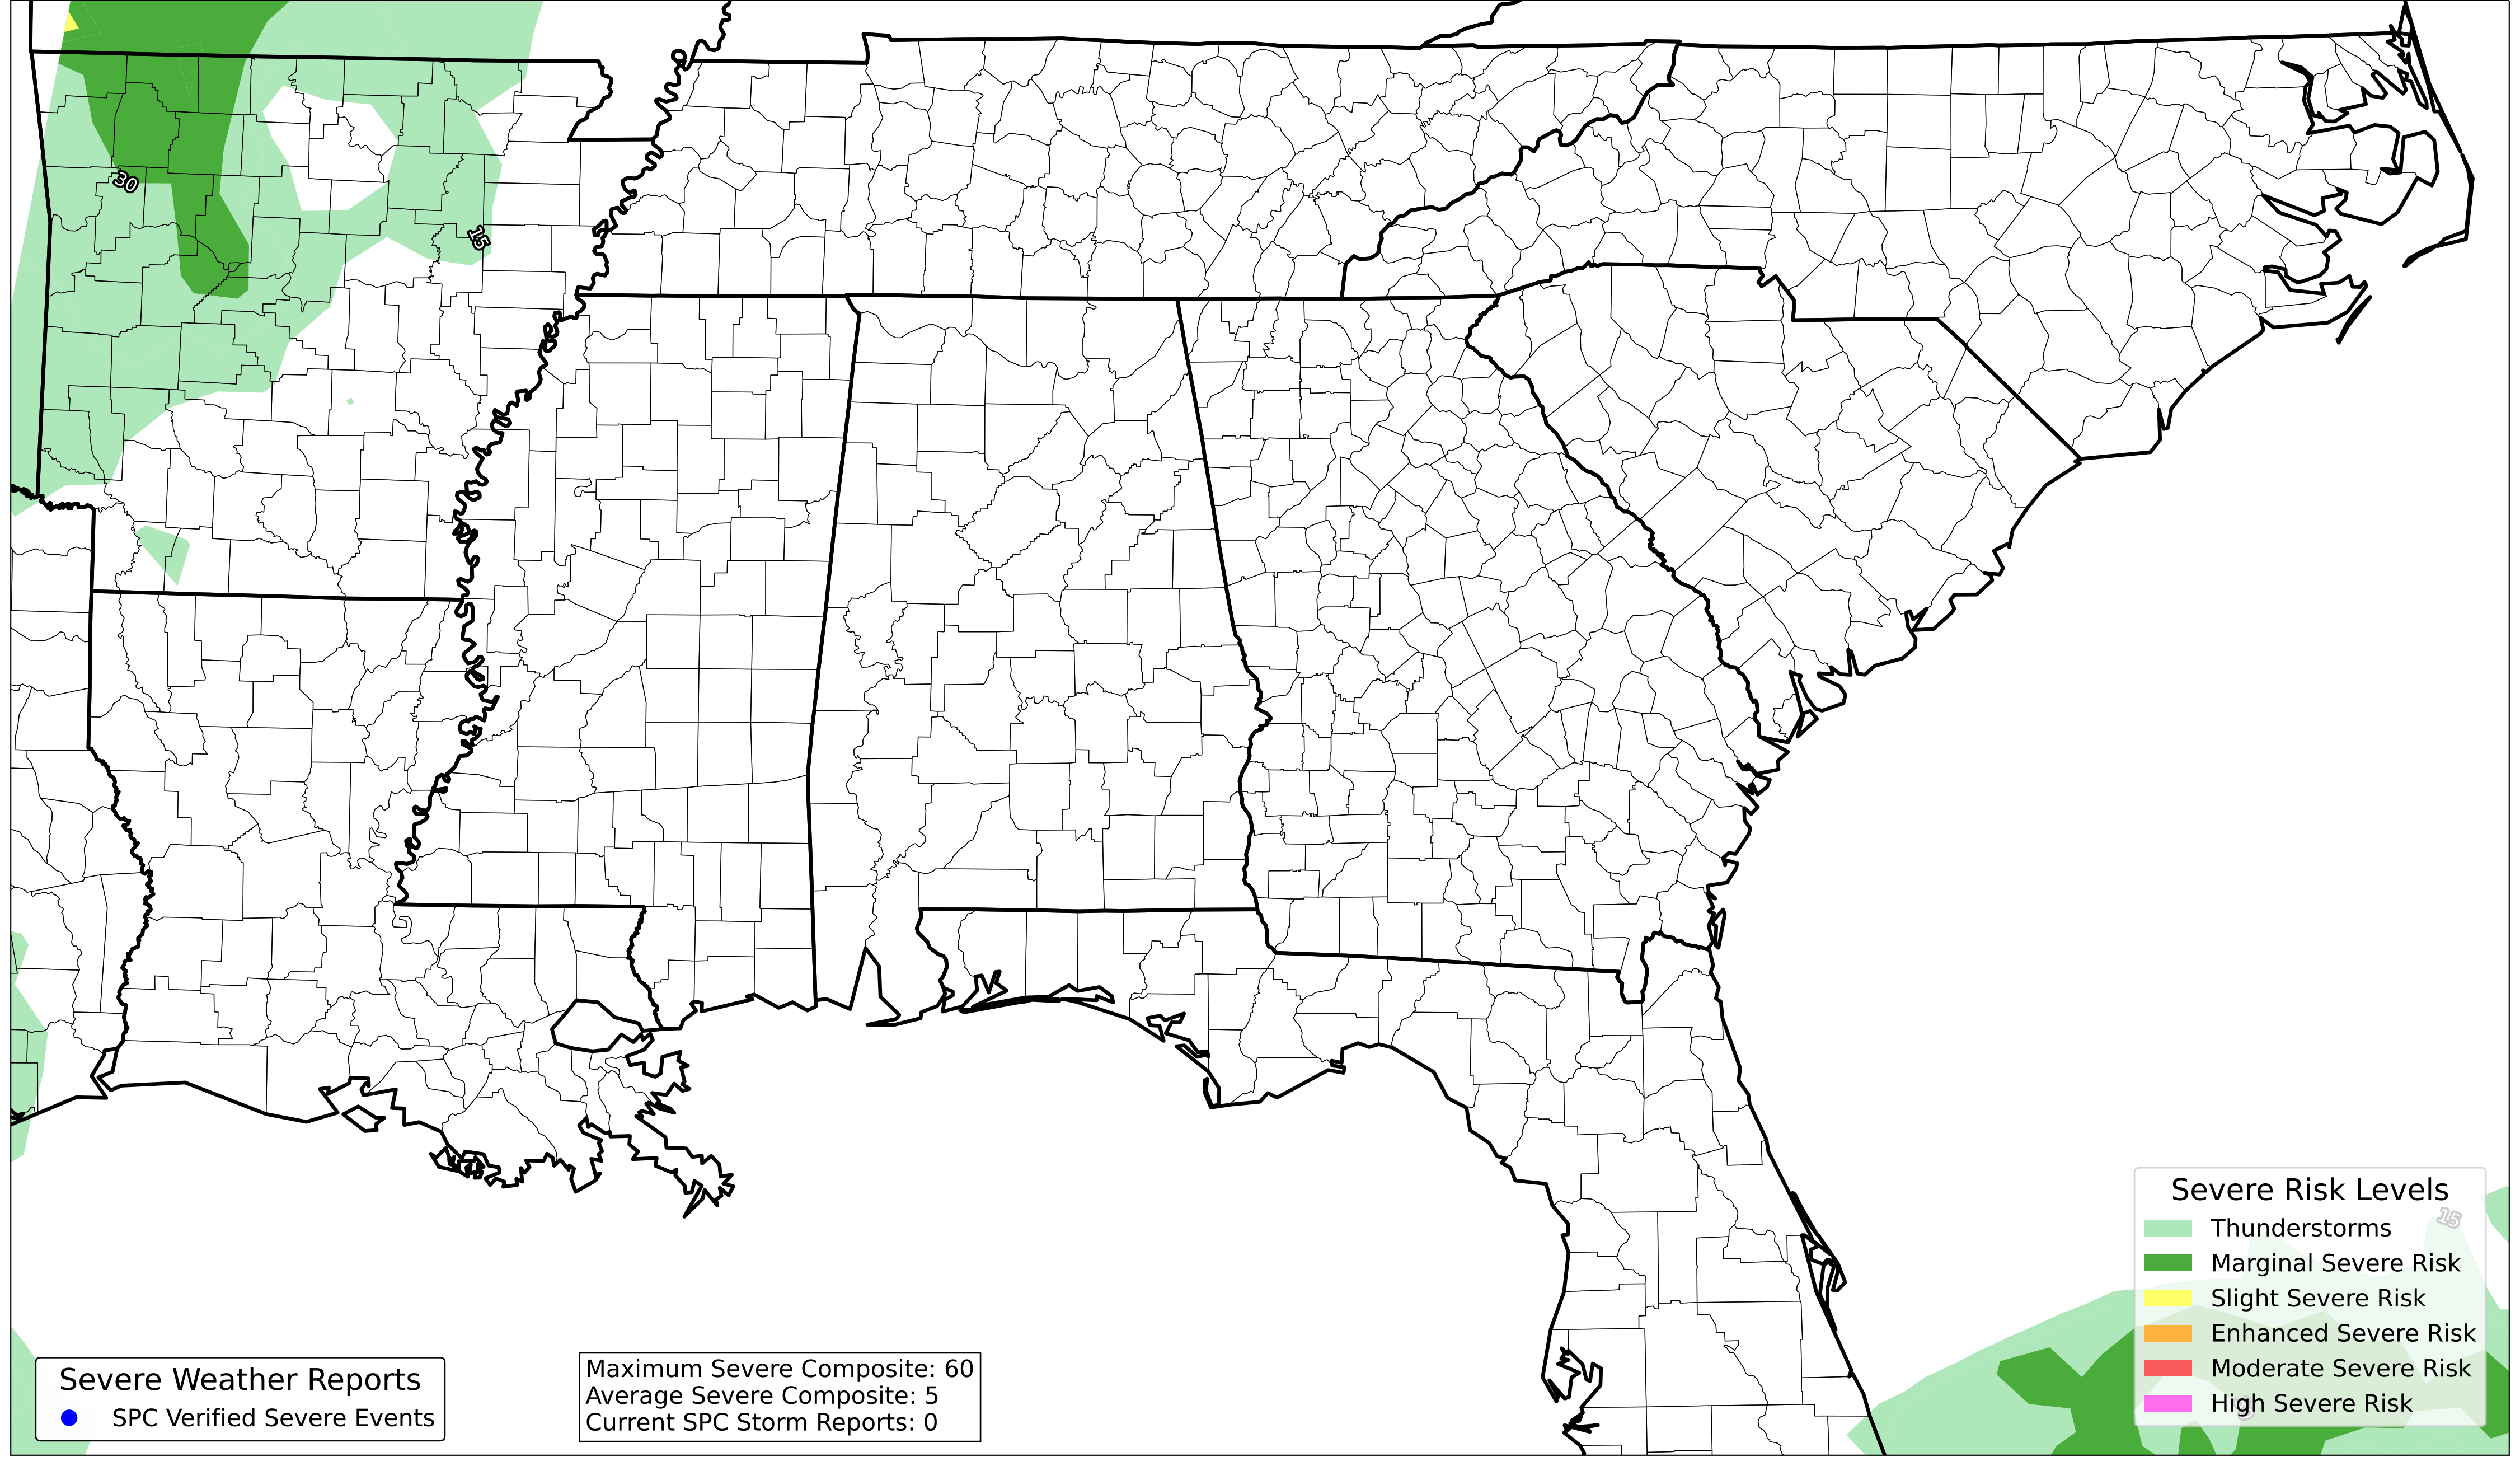 30
15
15
Severe Risk Levels
Thunderstorms
Marginal Severe Risk
Slight Severe Risk
Enhanced Severe Risk
Moderate Severe Risk
High Severe Risk
Severe Weather Reports
SPC Verified Severe Events
Maximum Severe Composite: 60
Average Severe Composite: 5
Current SPC Storm Reports: 0